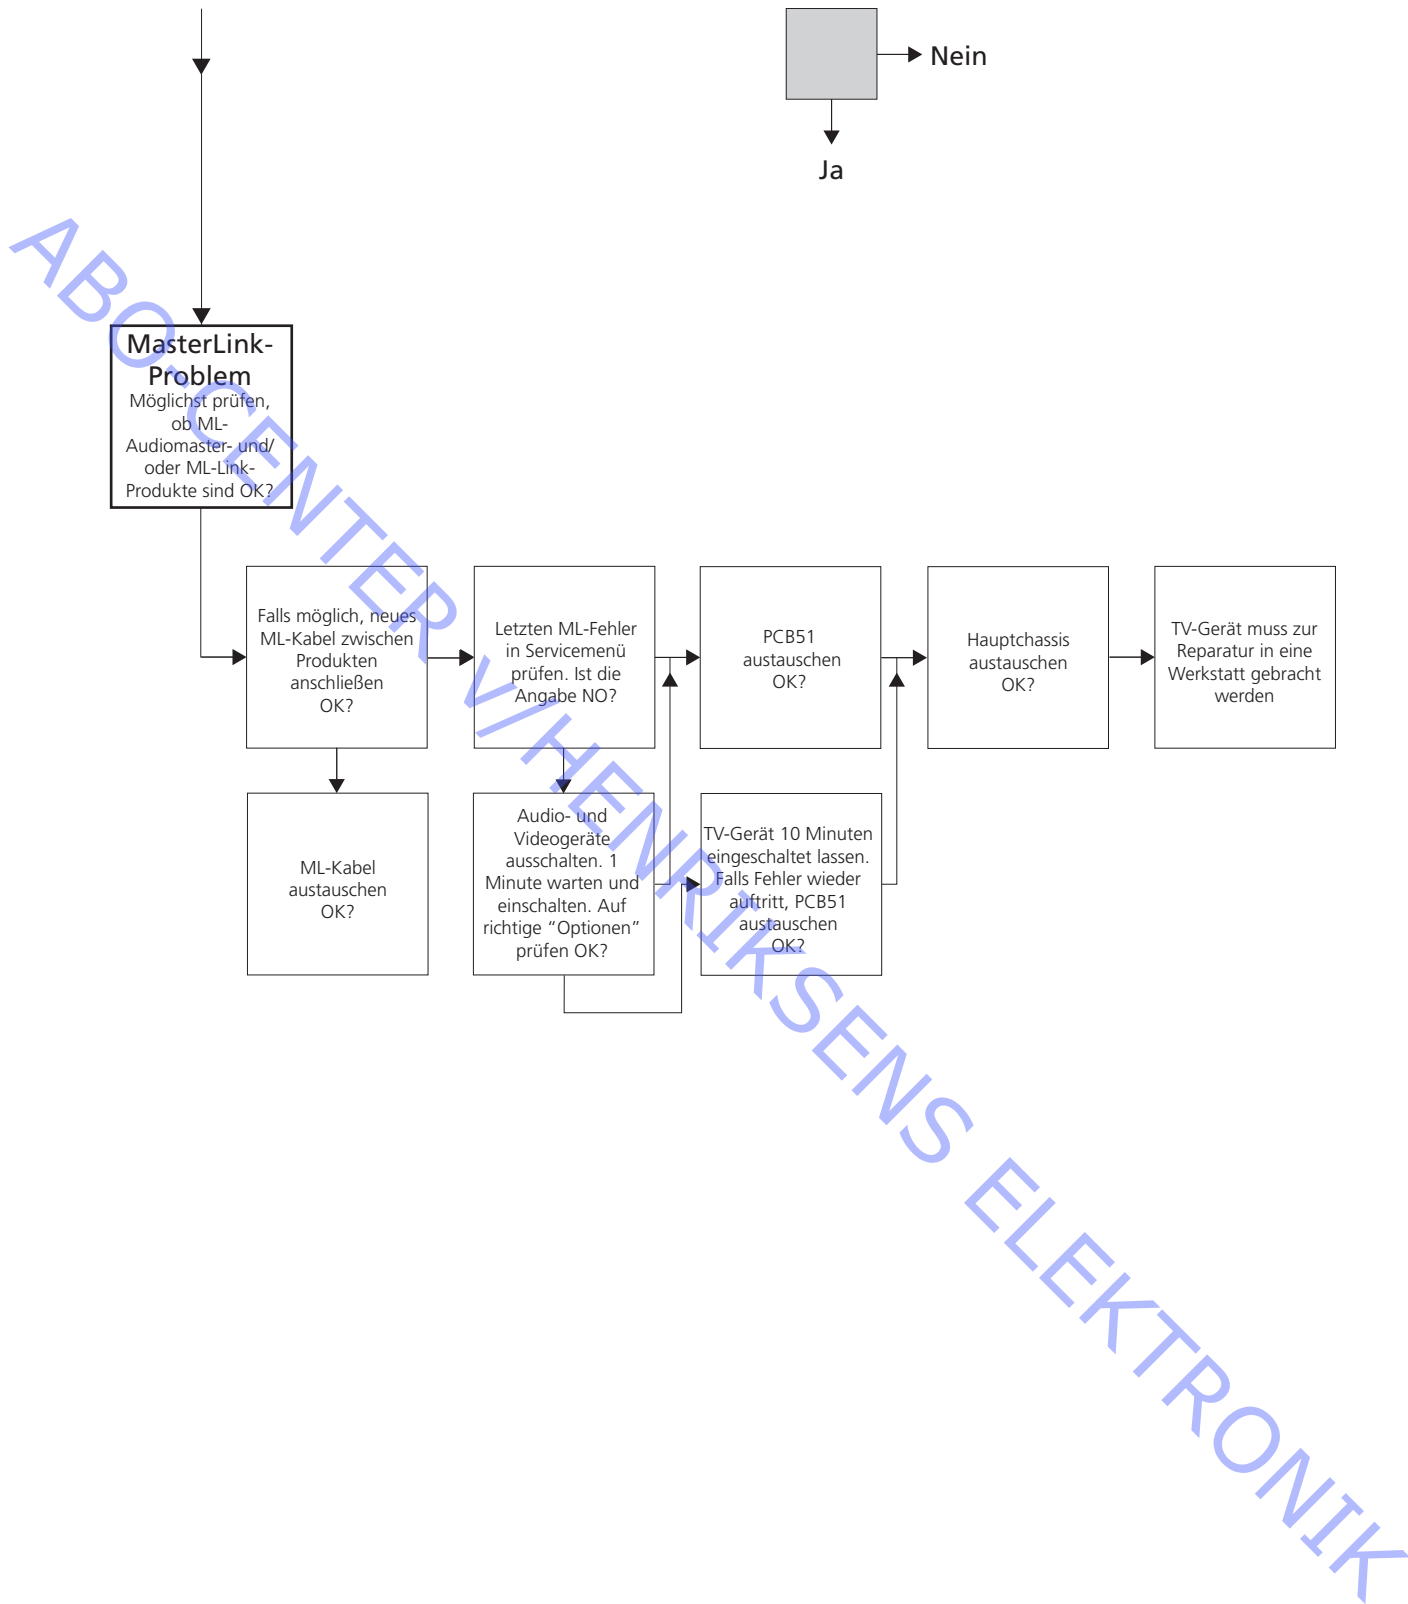 Nein
Ja
MasterLink-
Problem
Möglichst prüfen,
ob ML-
Audiomaster- und/
oder ML-Link-
Produkte sind OK?
Falls möglich, neues
ML-Kabel zwischen
Produkten
anschließen
OK?
Letzten ML-Fehler
in Servicemenü
prüfen. Ist die
Angabe NO?
PCB51
austauschen
OK?
Hauptchassis
austauschen
OK?
TV-Gerät muss zur
Reparatur in eine
Werkstatt gebracht
werden
ML-Kabel
austauschen
OK?
Audio- und
Videogeräte
ausschalten. 1
Minute warten und
einschalten. Auf
richtige “Optionen”
prüfen OK?
TV-Gerät 10 Minuten
eingeschaltet lassen.
Falls Fehler wieder
auftritt, PCB51
austauschen
OK?
ABO-CENTER v/HENRIKSENS ELEKTRONIK